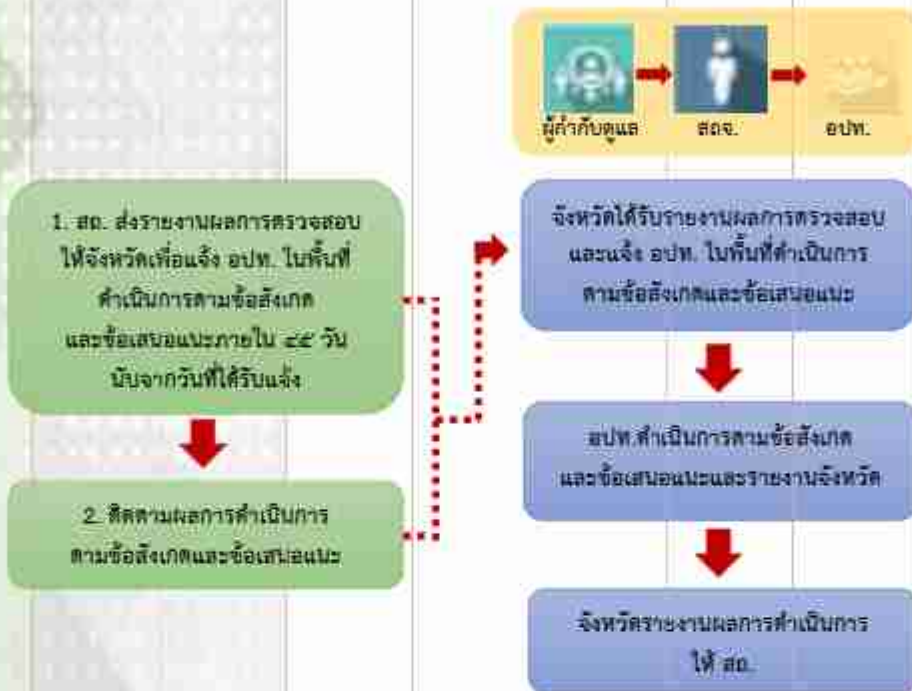 ผู้กำกับดูแล
สถจ.
อปท.
1. สถ. ส่งรายงานผลการตรวจสอบ
ให้จังหวัดเพื่อแจ้ง อปท. ในพื้นที่
ดำเนินการตามข้อสังเกต
และข้อเสนอแนะภายใน ๔๕ วัน
นับจากวันที่ได้รับแจ้ง
2. ติดตามผลการดำเนินการ
ตามข้อสังเกตและข้อเสนอแนะ
จังหวัดได้รับรายงานผลการตรวจสอบ
และแจ้ง อปท. ในพื้นที่ดำเนินการ
ตามข้อสังเกตและข้อเสนอแนะ
อปท.ดำเนินการตามข้อสังเกต
และข้อเสนอแนะและรายงานจังหวัด
จังหวัดรายงานผลการดำเนินการ
ให้ สถ.